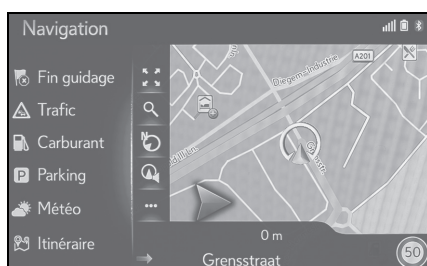 Navigation
Fin guidage
Trafic
Carburant
P Parking
Météo
Itinéraire
A201
Diegem-Industrie
N
0 m
Grensstraat
50